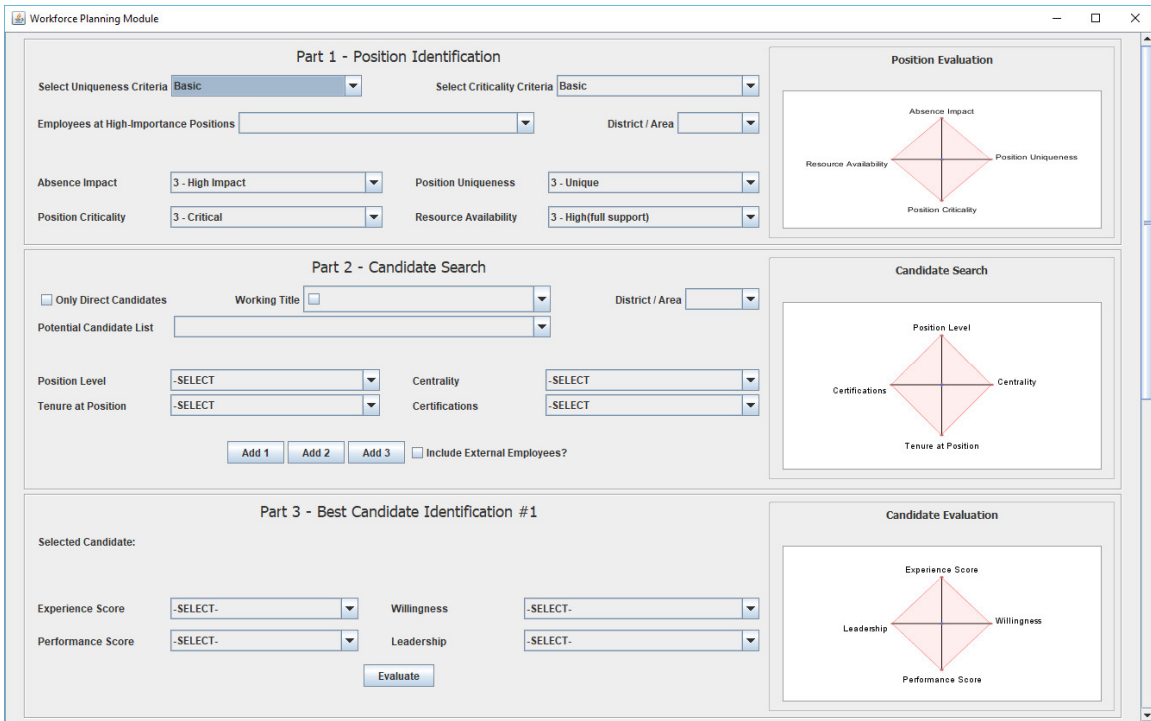 Workforce Planning Module
Part 1 - Position Identification
Select Uniqueness Criteria Basic Select Criticality Criteria Basic
Employees at High-Importance Positions District / Area
Absence Impact 3 - High Impact Position Uniqueness 3 - Unique
Position Criticality 3 - Critical Resource Availability 3 - High(full support)
Position Evaluation
Absence Impact
Resource Availability Position Uniqueness
Position Criticality
Part 2 - Candidate Search
Only Direct Candidates Working Title District / Area
Potential Candidate List
Position Level -SELECT Centrality -SELECT
Tenure at Position -SELECT Certifications -SELECT
Add 1 Add 2 Add 3 Include External Employees?
Candidate Search
Position Level
Certifications Centrality
Tenure at Position
Part 3 - Best Candidate Identification #1
Selected Candidate:
Experience Score -SELECT- Willingness -SELECT-
Performance Score -SELECT- Leadership -SELECT-
Evaluate
Candidate Evaluation
Experience Score
Leadership Willingness
Performance Score